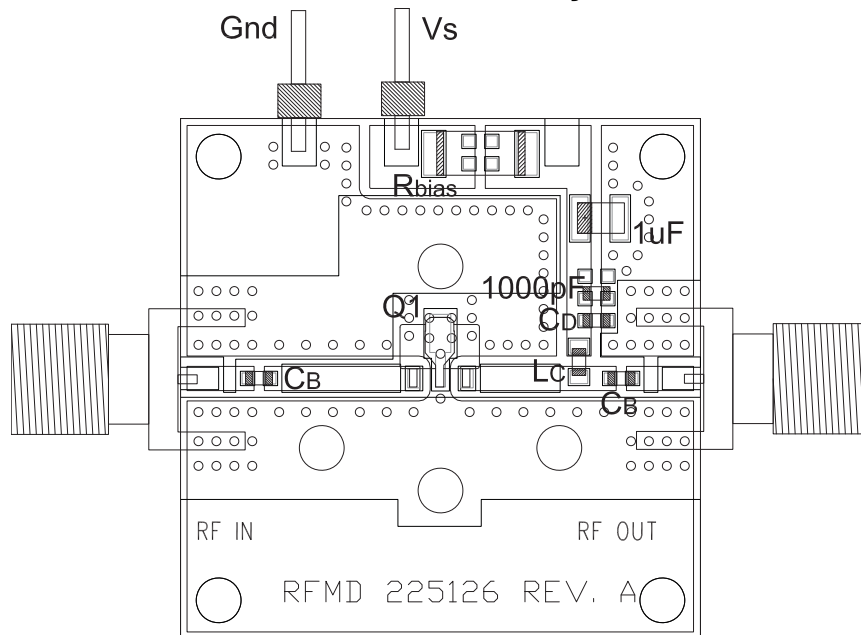 Gnd Vs
Rbias
1uF
1000pF
Q1
CD
CB LC
CB
RF IN RF OUT
RFMD 225126 REV. A